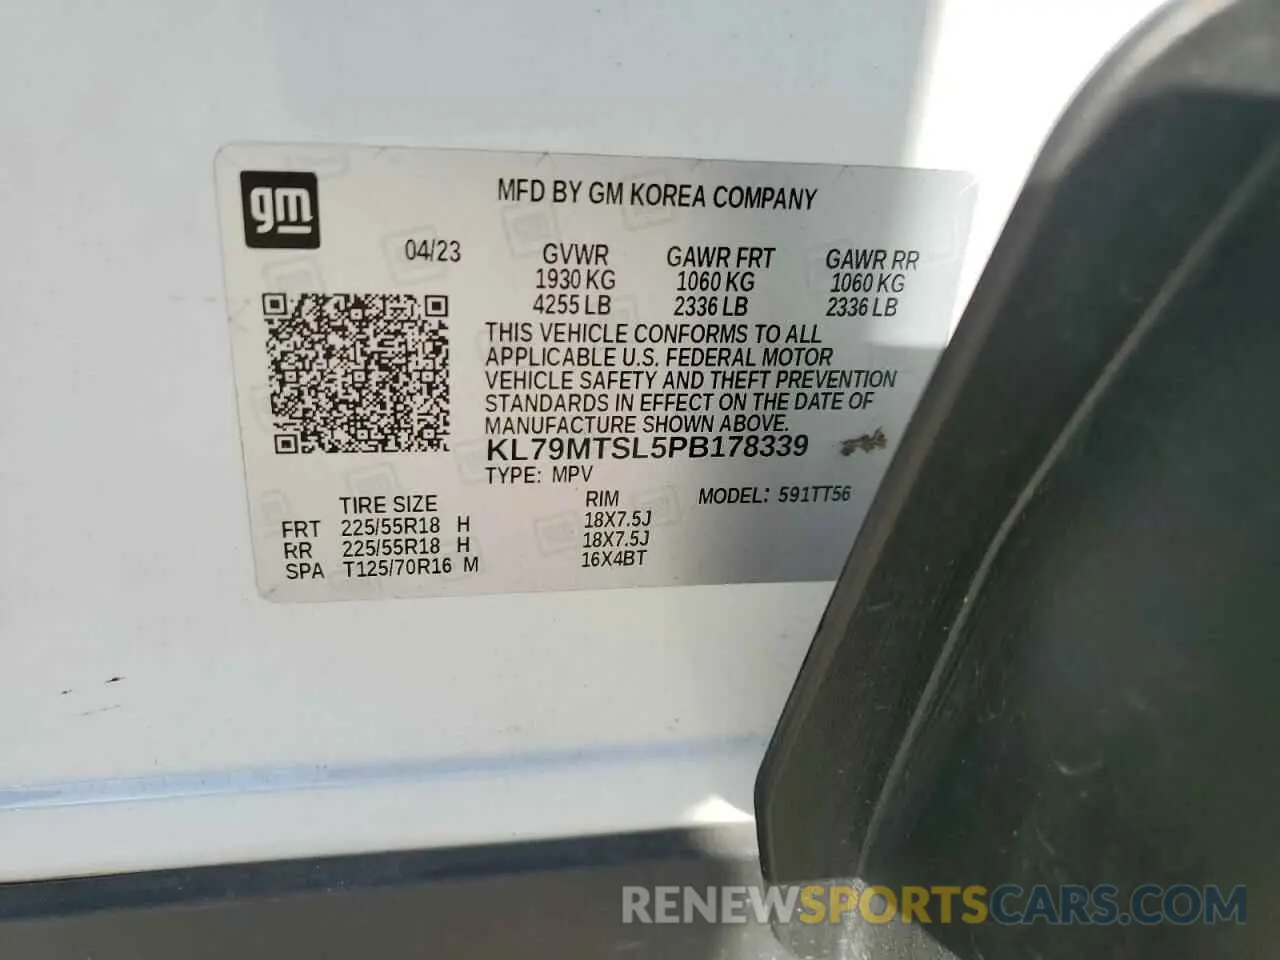 gm
MFD BY GM KOREA COMPANY
04/23 GVWR GAWR FRT GAWR RR
1930 KG 1060 KG 1060 KG
4255 LB 2336 LB 2336 LB
THIS VEHICLE CONFORMS TO ALL
APPLICABLE U.S. FEDERAL MOTOR
VEHICLE SAFETY AND THEFT PREVENTION
STANDARDS IN EFFECT ON THE DATE OF
MANUFACTURE SHOWN ABOVE.
KL79MTSL5PB178339
TYPE: MPV
TIRE SIZE RIM MODEL: 591TT56
FRT 225/55R18 H 18X7.5J
RR 225/55R18 H 18X7.5J
SPA T125/70R16 M 16X4BT
RENEWSPORTSCARS.COM